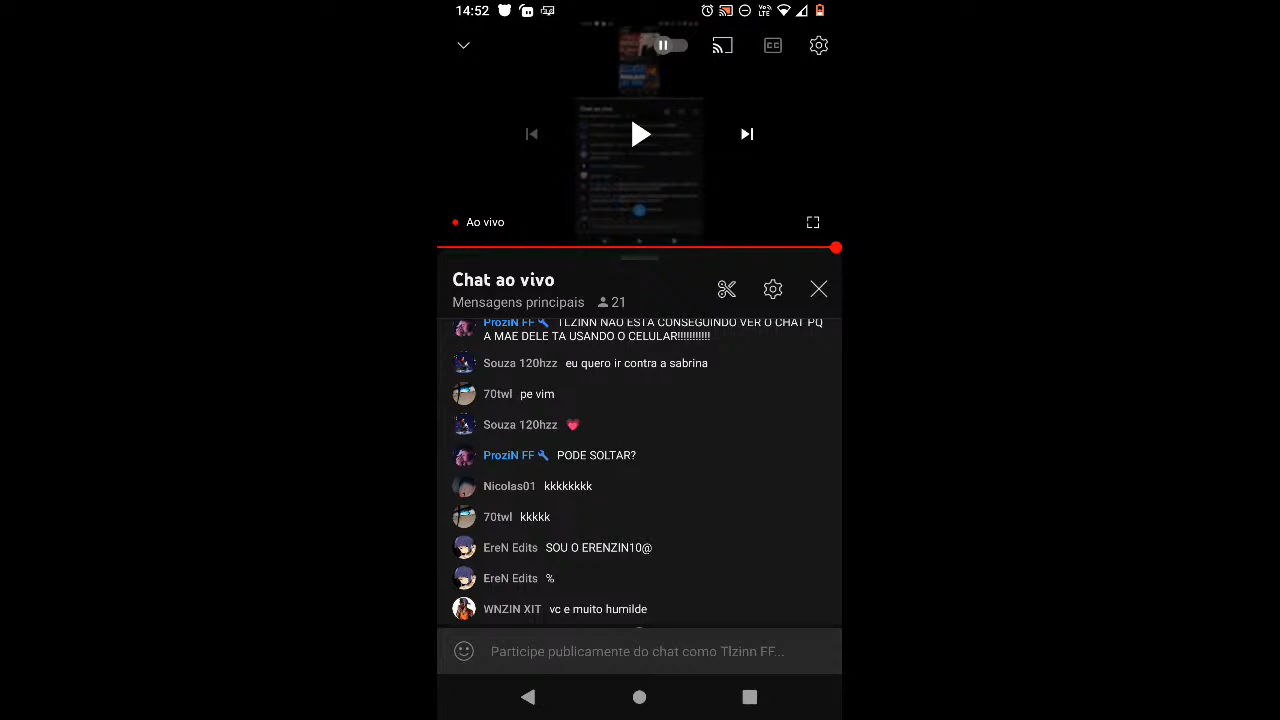 14:52
Ao vivo
Chat ao vivo
Mensagens principais 21
ProziN FF TLZINN NAO ESTA CONSEGUINDO VER O CHAT PQ
A MAE DELE TA USANDO O CELULAR!!!!!!!!!!!
Souza 120hzz eu quero ir contra a sabrina
70twl pe vim
Souza 120hzz 💗
ProziN FF PODE SOLTAR?
Nicolas01 kkkkkkkk
70twl kkkkk
EreN Edits SOU O ERENZIN10@
EreN Edits %
WNZIN XIT vc e muito humilde
Participe publicamente do chat como Tlzinn FF...